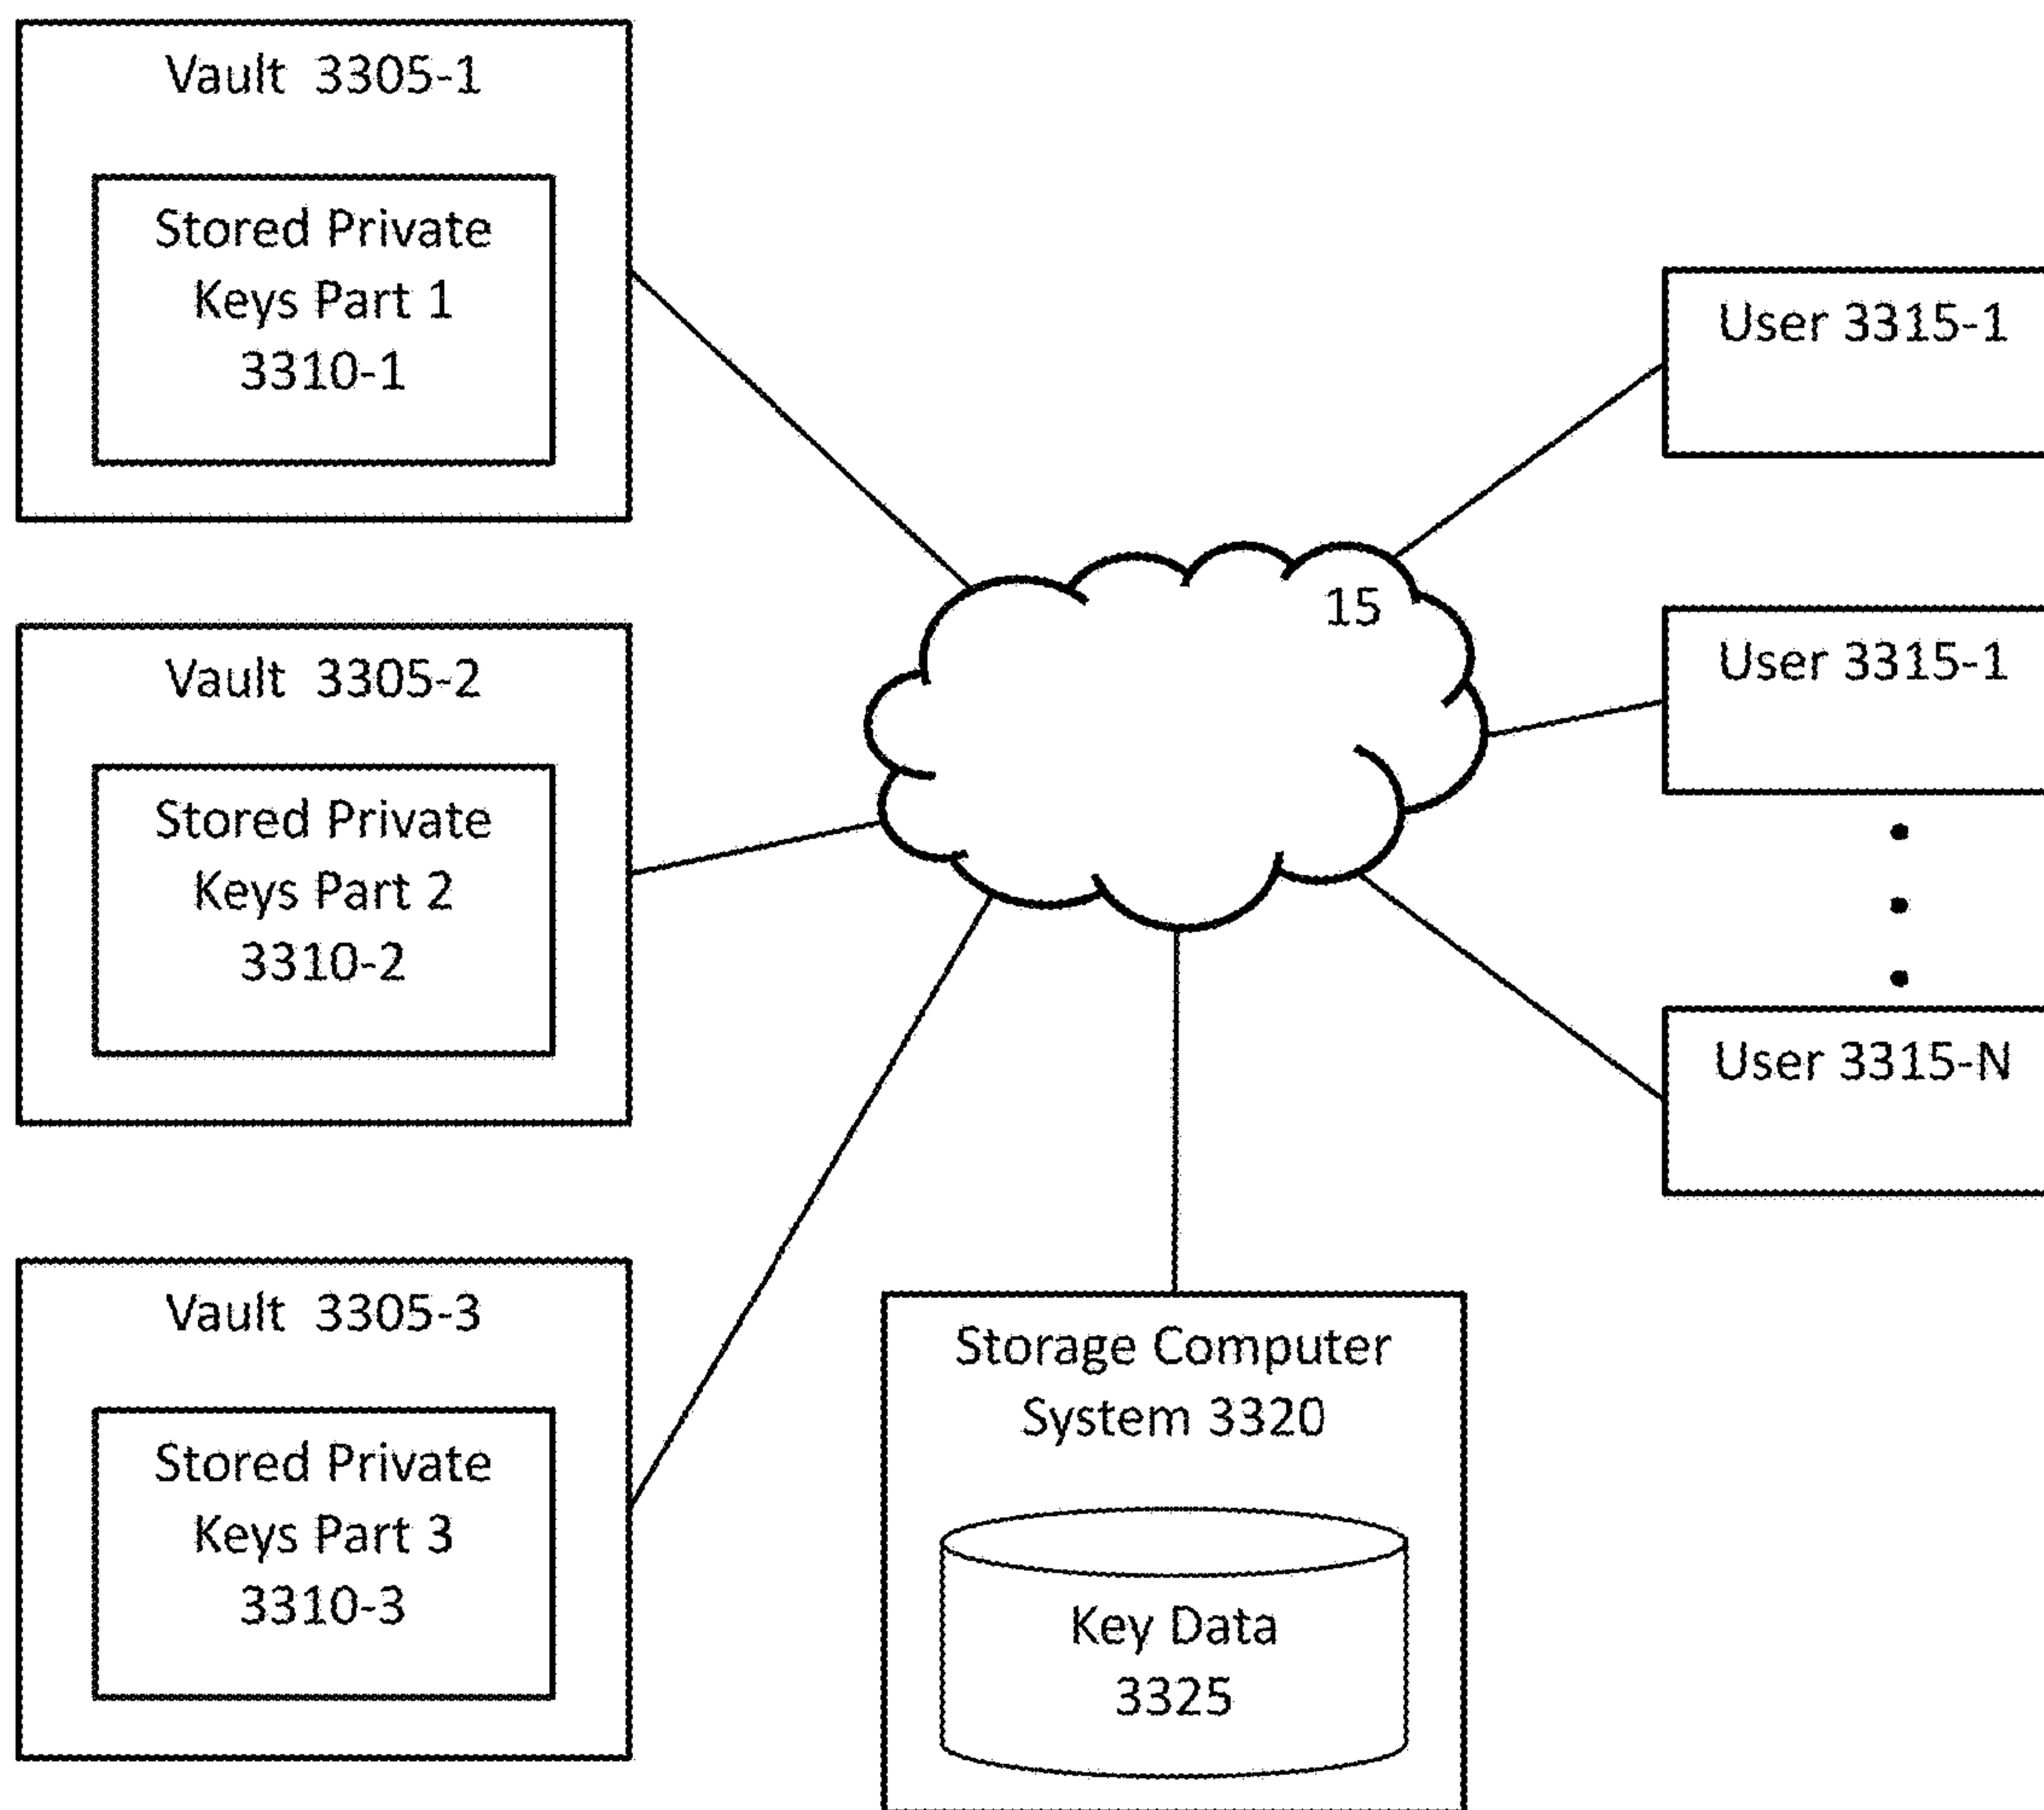 Vault 3305-1
Stored Private
Keys Part 1
3310-1
Vault 3305-2
Stored Private
Keys Part 2
3310-2
Vault 3305-3
Stored Private
Keys Part 3
3310-3
15
User 3315-1
User 3315-1
User 3315-N
Storage Computer
System 3320
Key Data
3325